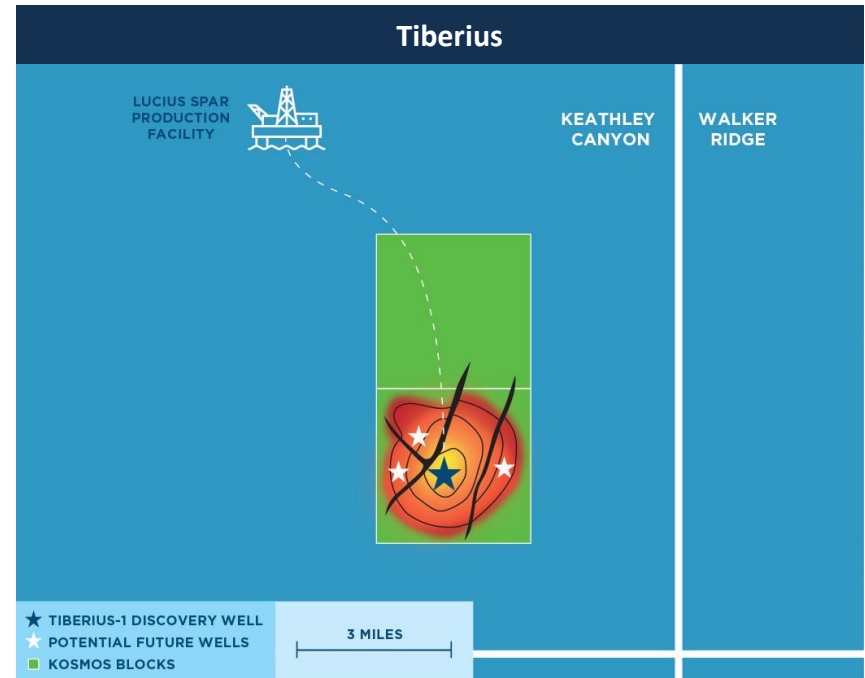 Tiberius
LUCIUS SPAR
PRODUCTION
FACILITY
KEATHLEY
CANYON
WALKER
RIDGE
TIBERIUS-1 DISCOVERY WELL
POTENTIAL FUTURE WELLS
KOSMOS BLOCKS
3 MILES